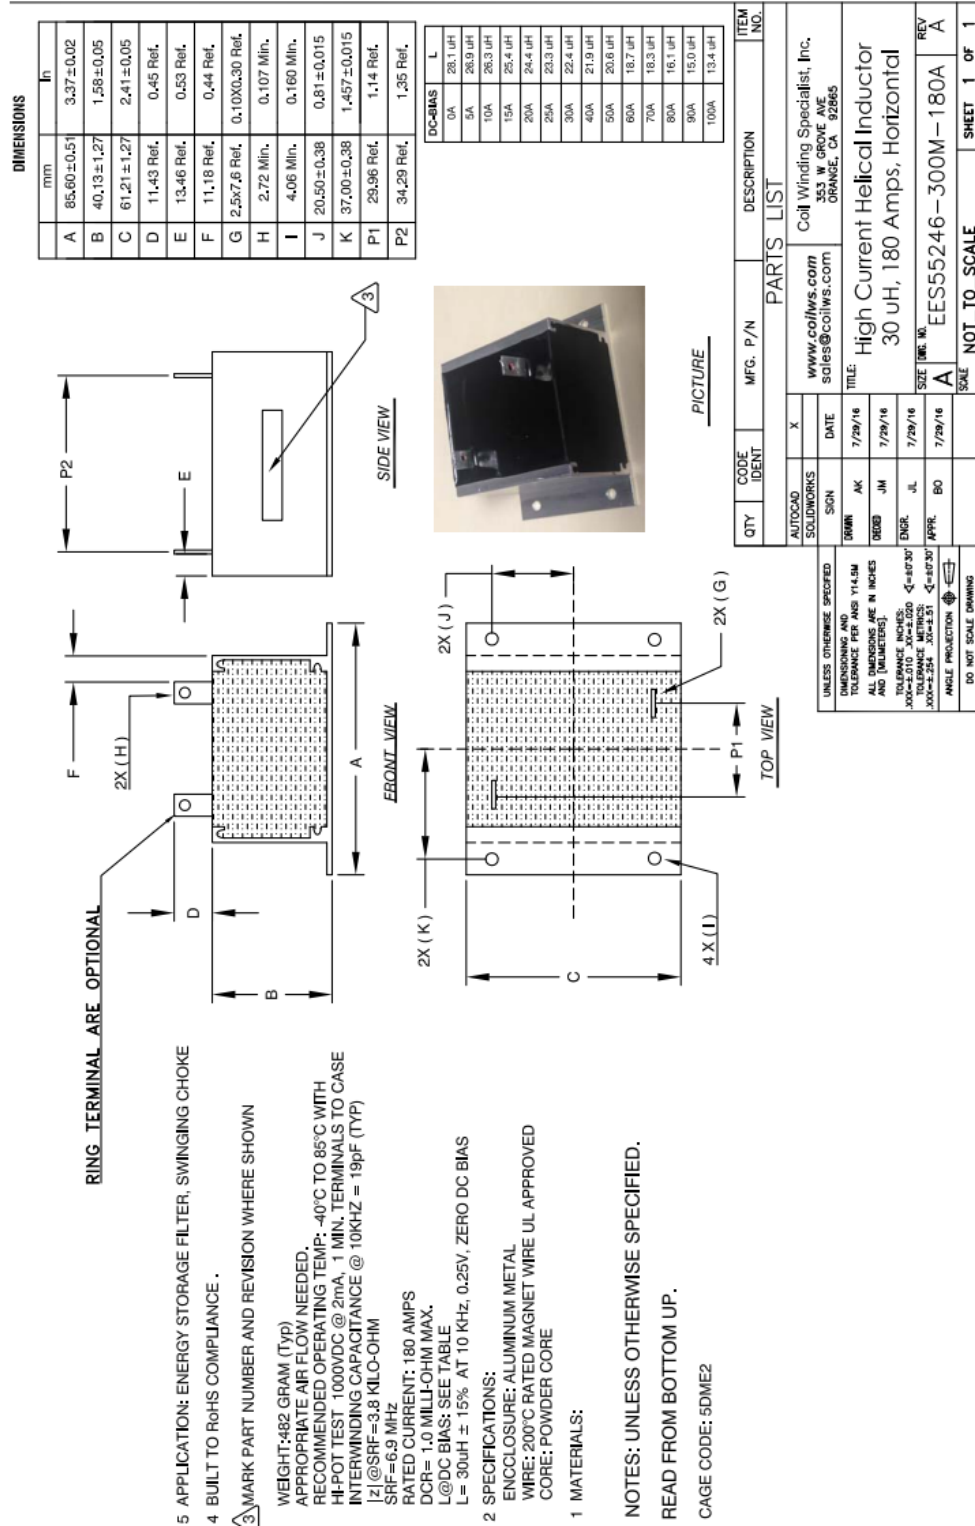 DIMENSIONS
mm In
A 85.60±0.51 3.37±0.02
B 40.13±1.27 1.58±0.05
C 61.21±1.27 2.41±0.05
D 11.43 Ref. 0.45 Ref.
E 13.46 Ref. 0.53 Ref.
F 11.18 Ref. 0.44 Ref.
G 2.5x7.6 Ref. 0.10X0.30 Ref.
H 2.72 Min. 0.107 Min.
I 4.06 Min. 0.160 Min.
J 20.50±0.38 0.81±0.015
K 37.00±0.38 1.457±0.015
P1 29.96 Ref. 1.14 Ref.
P2 34.29 Ref. 1.35 Ref.
DC-BIAS L
0A 28.1 uH
5A 26.9 uH
10A 26.3 uH
15A 25.4 uH
20A 24.4 uH
25A 23.3 uH
30A 22.4 uH
40A 21.9 uH
50A 20.6 uH
60A 18.7 uH
70A 18.3 uH
80A 16.1 uH
90A 15.0 uH
100A 13.4 uH
RING TERMINAL ARE OPTIONAL
F
2X ( H )
D
B
A
FRONT VIEW
P2
E
3
SIDE VIEW
2X ( K )
2X ( J )
C
4 X ( I )
P1
2X ( G )
TOP VIEW
PICTURE
5 APPLICATION: ENERGY STORAGE FILTER, SWINGING CHOKE
4 BUILT TO RoHS COMPLIANCE .
3 MARK PART NUMBER AND REVISION WHERE SHOWN
WEIGHT:482 GRAM (Typ)
APPROPRIATE AIR FLOW NEEDED.
RECOMMENDED OPERATING TEMP: -40°C TO 85°C WITH
HI-POT TEST 1000VDC @ 2mA, 1 MIN. TERMINALS TO CASE
INTERWINDING CAPACITANCE @ 10KHZ = 19pF (TYP)
|z|@SRF=3.8 KILO-OHM
SRF=6.9 MHz
RATED CURRENT: 180 AMPS
DCR= 1.0 MILLI-OHM MAX.
L@DC BIAS: SEE TABLE
L= 30uH ± 15% AT 10 KHz, 0.25V, ZERO DC BIAS
2 SPECIFICATIONS:
ENCCLOSURE: ALUMINUM METAL
WIRE: 200°C RATED MAGNET WIRE UL APPROVED
CORE: POWDER CORE
1 MATERIALS:
NOTES: UNLESS OTHERWISE SPECIFIED.
READ FROM BOTTOM UP.
CAGE CODE: 5DME2
QTY CODE IDENT MFG. P/N DESCRIPTION ITEM NO.
PARTS LIST
UNLESS OTHERWISE SPECIFIED
DIMENSIONING AND
TOLERANCE PER ANSI Y14.5M
ALL DIMENSIONS ARE IN INCHES
AND [MILIMETERS].
TOLERANCE INCHES:
.XXX=±.010 .XX=±.020 ∢=±0'30'
TOLERANCE METRICS:
.XXX=±.254 .XX=±.51 ∢=±0'30'
ANGLE PROJECTION
DO NOT SCALE DRAWING
AUTOCAD X
SOLIDWORKS
SIGN DATE
DRAWN AK 7/29/16
JM 7/29/16
ENGR. JL 7/29/16
APPR. BO 7/29/16
www.coilws.com
sales@coilws.com
Coil Winding Specialist, Inc.
353 W GROVE AVE
ORANGE, CA 92865
TITLE:
High Current Helical Inductor
30 uH, 180 Amps, Horizontal
SIZE A
DWG. NO. EES55246-300M-180A
REV A
SCALE NOT TO SCALE
SHEET 1 OF 1